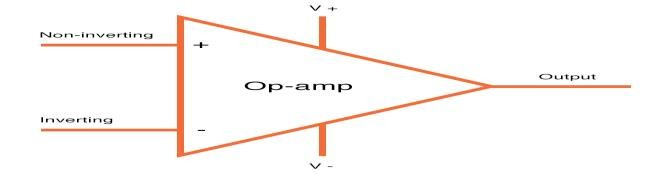 V +
Non-inverting
+
Op-amp
Output
Inverting
-
V -